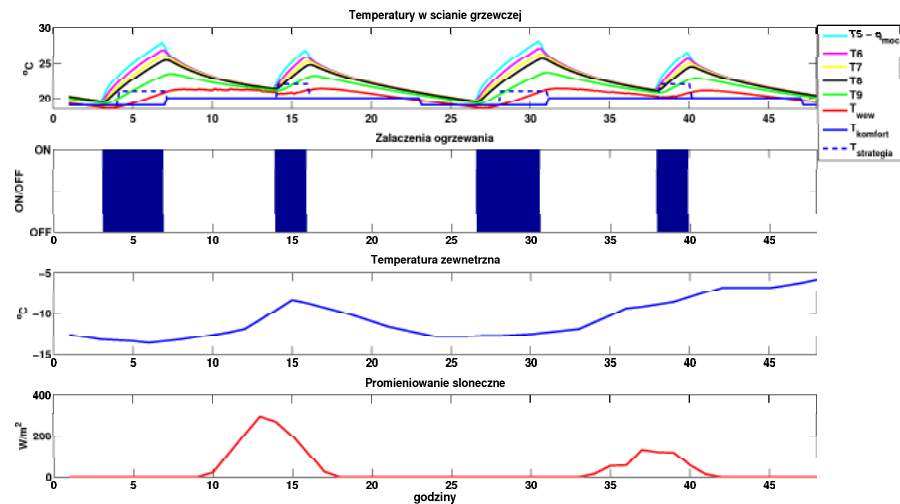 Temperatury w scianie grzewczej
30
25
20
°C
0 5 10 15 20 25 30 35 40 45
T5 - q_moc
T6
T7
T8
T9
T_wew
T_komfort
T_strategia
Zalaczenia ogrzewania
ON
OFF
ON/OFF
0 5 10 15 20 25 30 35 40 45
Temperatura zewnetrzna
-5
-10
-15
°C
0 5 10 15 20 25 30 35 40 45
Promieniowanie sloneczne
400
200
0
W/m²
0 5 10 15 20 25 30 35 40 45
godziny